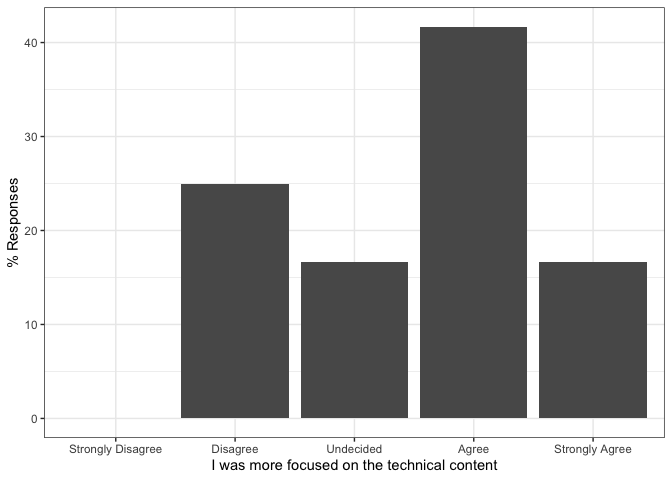 % Responses
40
30
20
10
0
Strongly Disagree Disagree Undecided Agree Strongly Agree
I was more focused on the technical content